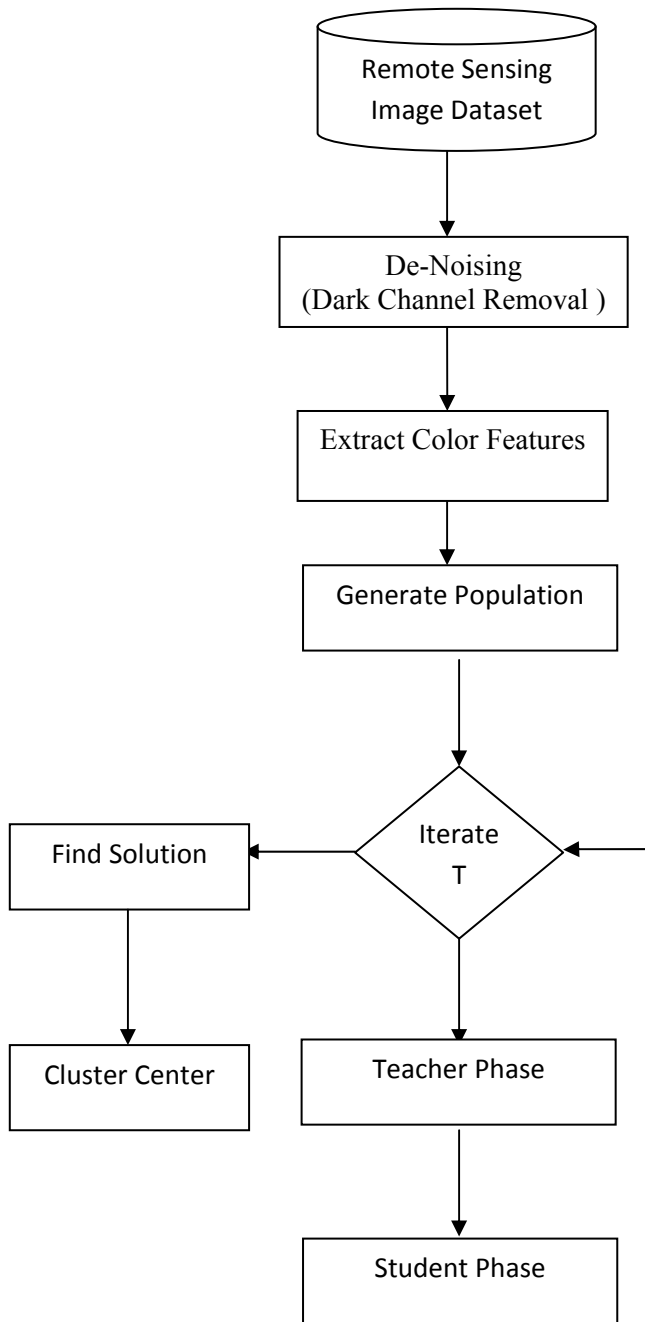 Remote Sensing
Image Dataset
De-Noising
(Dark Channel Removal )
Extract Color Features
Generate Population
Iterate
T
Find Solution
Cluster Center
Teacher Phase
Student Phase